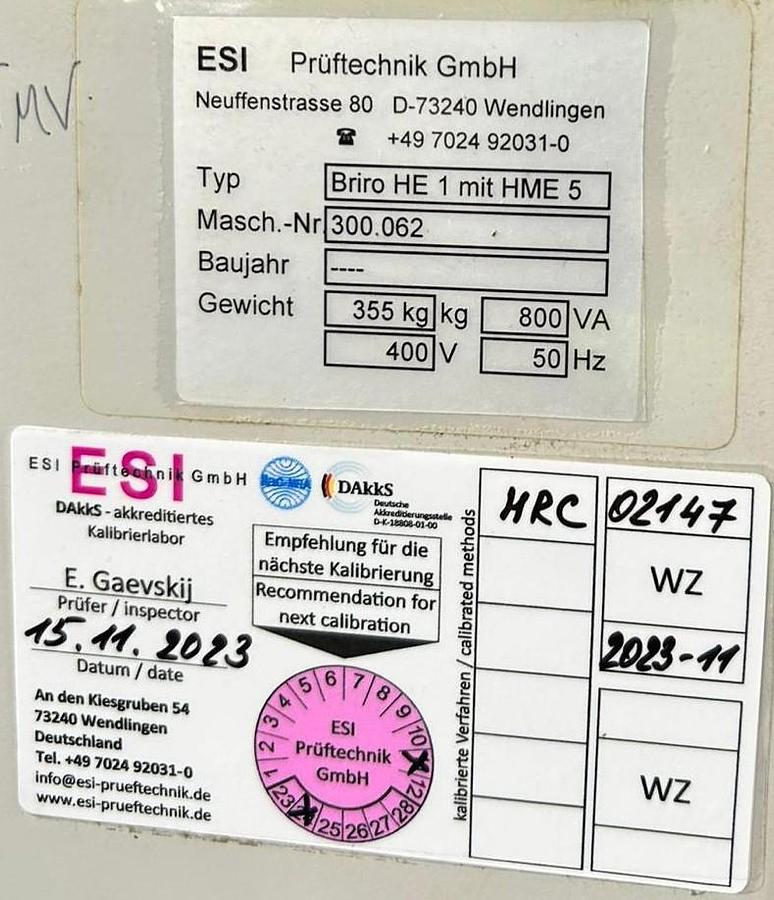 MV
ESI Prüftechnik GmbH
Neuffenstrasse 80 D-73240 Wendlingen
☎ +49 7024 92031-0
Typ Briro HE 1 mit HME 5
Masch.-Nr. 300.062
Baujahr ----
Gewicht 355 kg kg 800 VA
400 V 50 Hz
ESI
ESI Prüftechnik GmbH
DAkkS - akkreditiertes
Kalibrierlabor
E. Gaevskij
Prüfer / inspector
15.11.2023
Datum / date
An den Kiesgruben 54
73240 Wendlingen
Deutschland
Tel. +49 7024 92031-0
info@esi-prueftechnik.de
www.esi-prueftechnik.de
ilac-MRA
DAkkS
Deutsche
Akkreditierungsstelle
D-K-18808-01-00
Empfehlung für die
nächste Kalibrierung
Recommendation for
next calibration
1 2 3 4 5 6 7 8 9 10 12
ESI
Prüftechnik
GmbH
23 25 26 27 28
kalibrierte Verfahren / calibrated methods
HRC
02147
WZ
2023-11
WZ